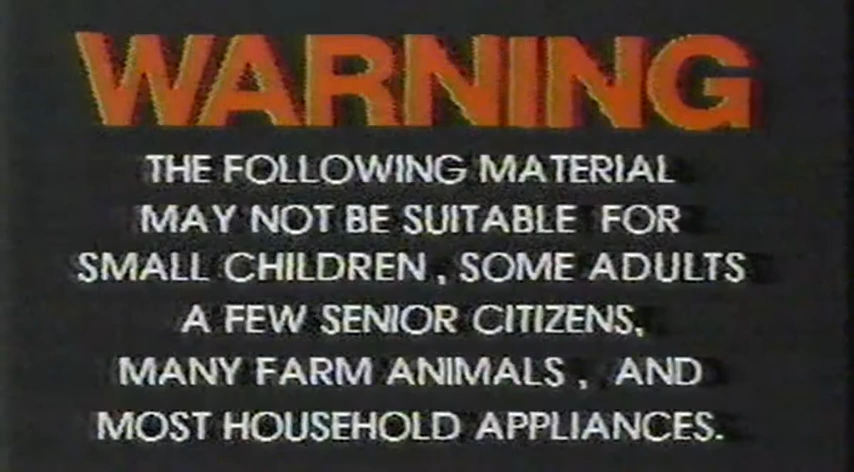 WARNING
THE FOLLOWING MATERIAL
MAY NOT BE SUITABLE FOR
SMALL CHILDREN , SOME ADULTS
A FEW SENIOR CITIZENS,
MANY FARM ANIMALS , AND
MOST HOUSEHOLD APPLIANCES.